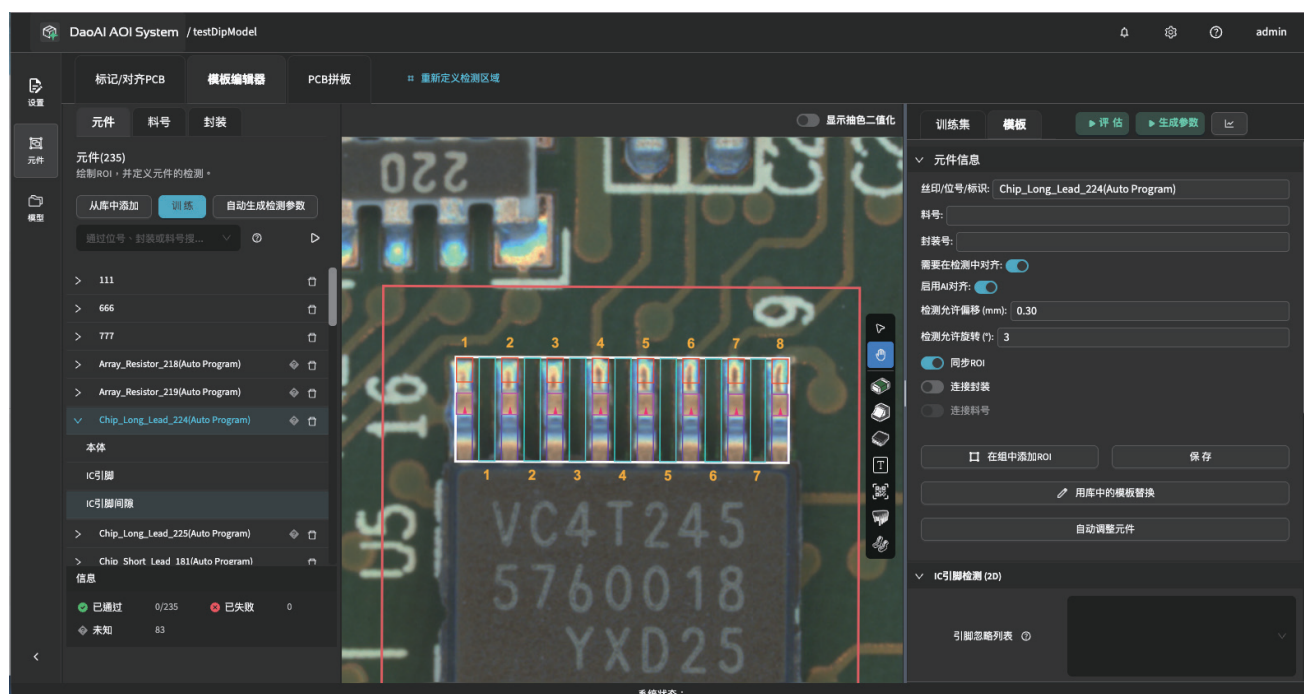 DaoAI AOI System / testDipModel
admin
标记/对齐PCB
模板编辑器
PCB拼板
重新定义检测区域
设置
元件
模型
元件
料号
封装
元件(235)
绘制ROI，并定义元件的检测。
从库中添加
训练
自动生成检测参数
通过位号、封装或料号搜...
111
666
777
Array_Resistor_218(Auto Program)
Array_Resistor_219(Auto Program)
Chip_Long_Lead_224(Auto Program)
本体
IC引脚
IC引脚间隙
Chip_Long_Lead_225(Auto Program)
Chip_Short_Lead_181(Auto Program)
信息
已通过 0/235
已失败 0
未知 83
显示抽色二值化
220
9
1 2 3 4 5 6 7 8
16
1 2 3 4 5 6 7
U5
VC4T245
5760018
YXD25
1
T
训练集
模板
评估
生成参数
元件信息
丝印/位号/标识: Chip_Long_Lead_224(Auto Program)
料号:
封装号:
需要在检测中对齐:
启用AI对齐:
检测允许偏移 (mm): 0.30
检测允许旋转 (°): 3
同步ROI
连接封装
连接料号
在组中添加ROI
保存
用库中的模板替换
自动调整元件
IC引脚检测 (2D)
引脚忽略列表
系统状态：